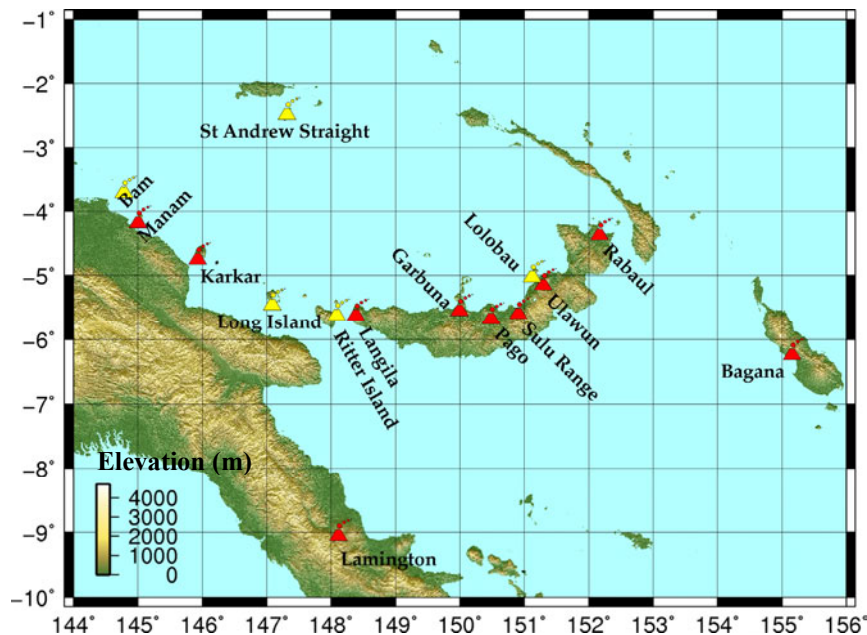 −1°
−2°
−3°
−4°
−5°
−6°
−7°
−8°
−9°
−10°
St Andrew Straight
Bam
Manam
Karkar
Long Island
Ritter Island
Langila
Garbuna
Pago
Sulu Range
Lolobau
Ulawun
Rabaul
Bagana
Lamington
Elevation (m)
4000
3000
2000
1000
0
144° 145° 146° 147° 148° 149° 150° 151° 152° 153° 154° 155° 156°